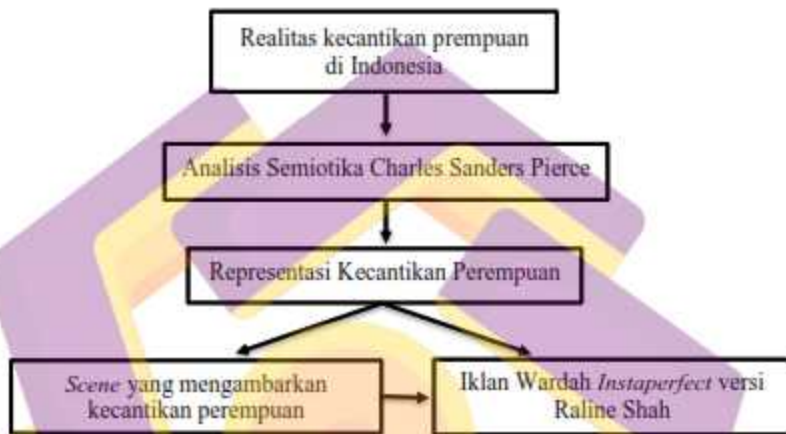 Realitas kecantikan prempuan
di Indonesia
Analisis Semiotika Charles Sanders Pierce
Representasi Kecantikan Perempuan
Scene yang mengambarkan
kecantikan perempuan
Iklan Wardah Instaperfect versi
Raline Shah